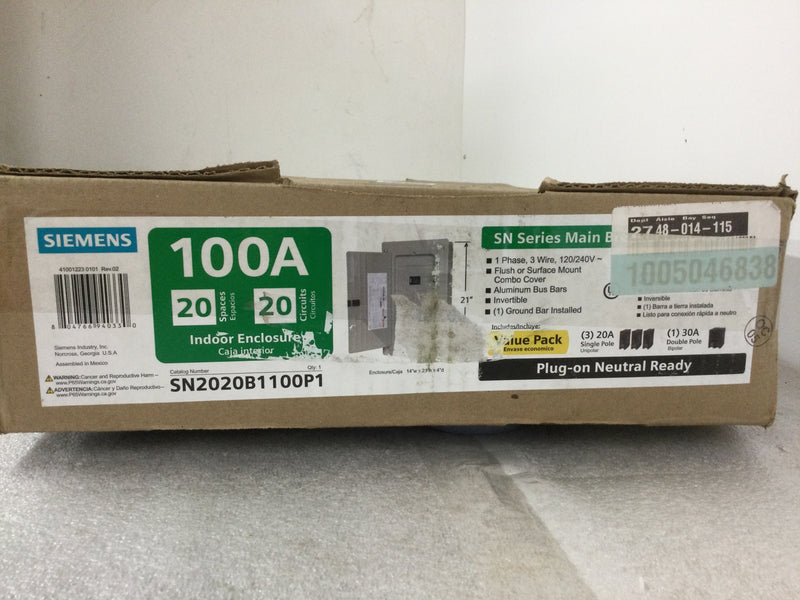 SIEMENS
41001223 0101 Rev.02
8 04766 94033 0
Siemens Industry, Inc.
Norcross, Georgia U.S.A
WARNING: Cancer and Reproductive Harm –
www.P65Warnings.ca.gov
ADVERTENCIA: Cáncer y Daño Reproductivo–
www.P65Warnings.ca.gov
100A
20 Spaces Espacios
20 Circuits Circuitos
Indoor Enclosure
Caja interior
Catalog Number
Qty: 1
SN2020B1100P1
21"
Enclosure/Caja
SN Series Main B
1 Phase, 3 Wire, 120/240V~
Flush or Surface Mount
Combo Cover
Aluminum Bus Bars
Invertible
(1) Ground Bar Installed
Inversible
(1) Barra a tierra instalada
Listo para conexión rápida a neutro
Includes/Incluye:
Value Pack
Envase economico
(3) 20A
Single Pole
Unipolar
(1) 30A
Double Pole
Bipolar
Plug-on Neutral Ready
Dept Aisle Bay Seq
27 48-014-115
1005046838